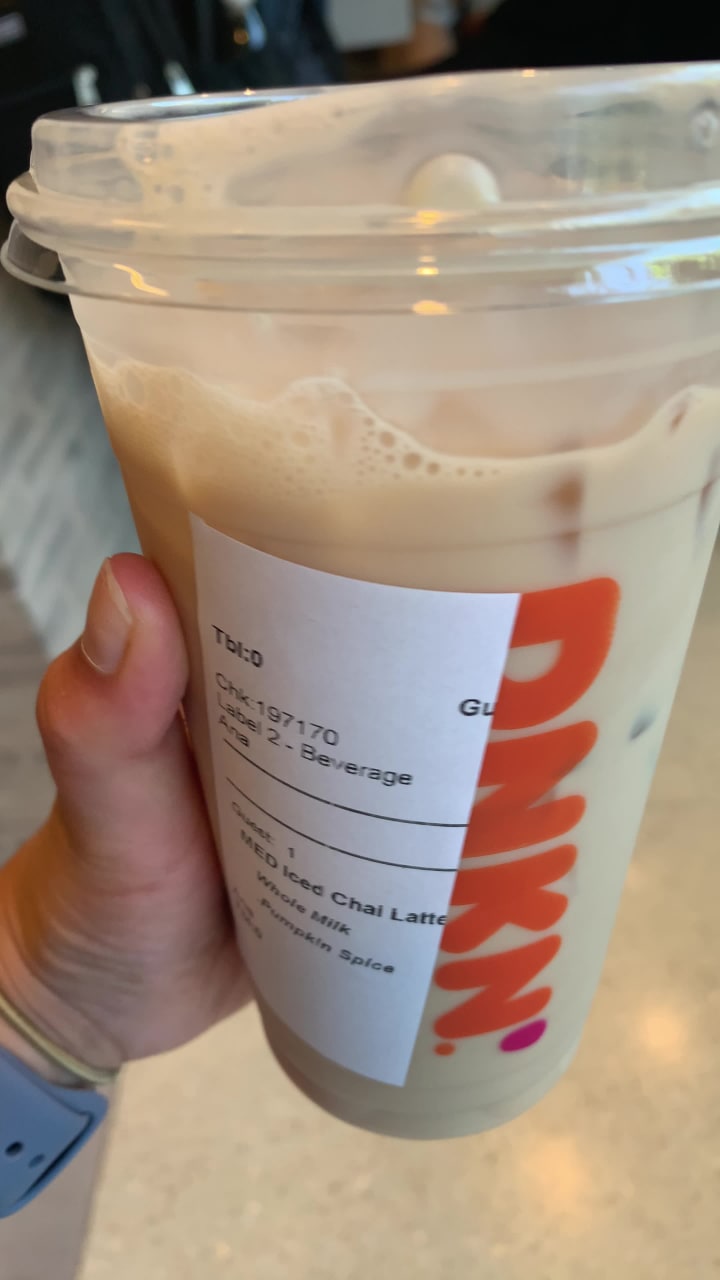 Tbl:0
Gu
Chk:197170
Label 2 - Beverage
Ana
Guest: 1
MED Iced Chai Latte
Whole Milk
Pumpkin Spice
DNKN'